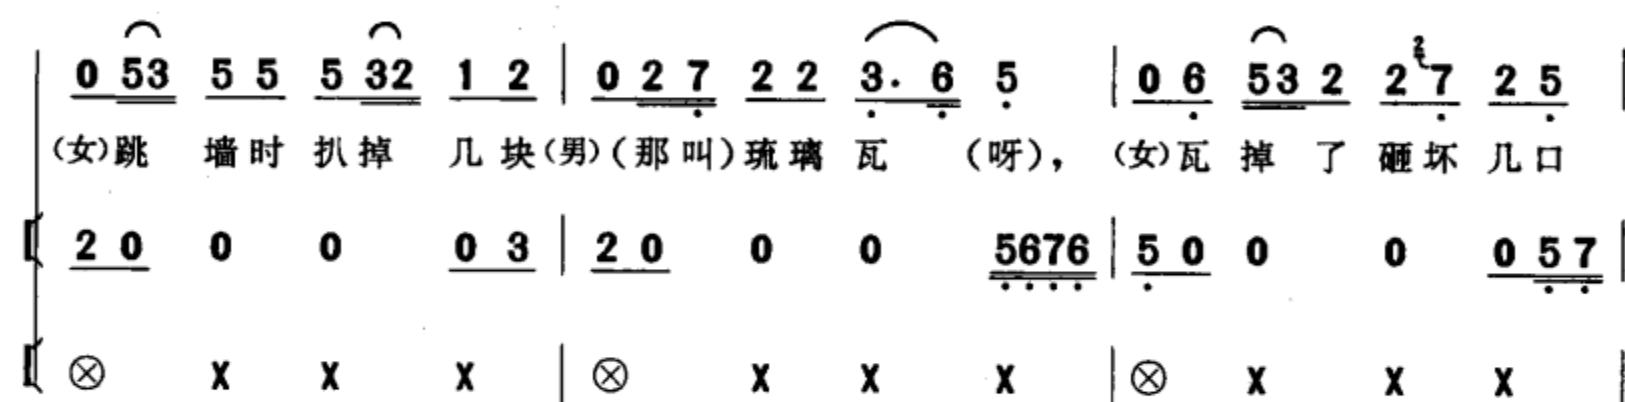 0 53 5 5 5 32 1 2 | 0 2 7 2 2 3. 6 5 | 0 6 53 2 2 2 7 2 5 |
(女)跳 墙时 扒掉 几块(男)(那叫)琉璃瓦 (呀), (女)瓦掉了砸坏几口
2 0 0 0 0 3 | 2 0 0 0 5676 | 5 0 0 0 0 5 7 |
⊗ X X X | ⊗ X X X | ⊗ X X X |